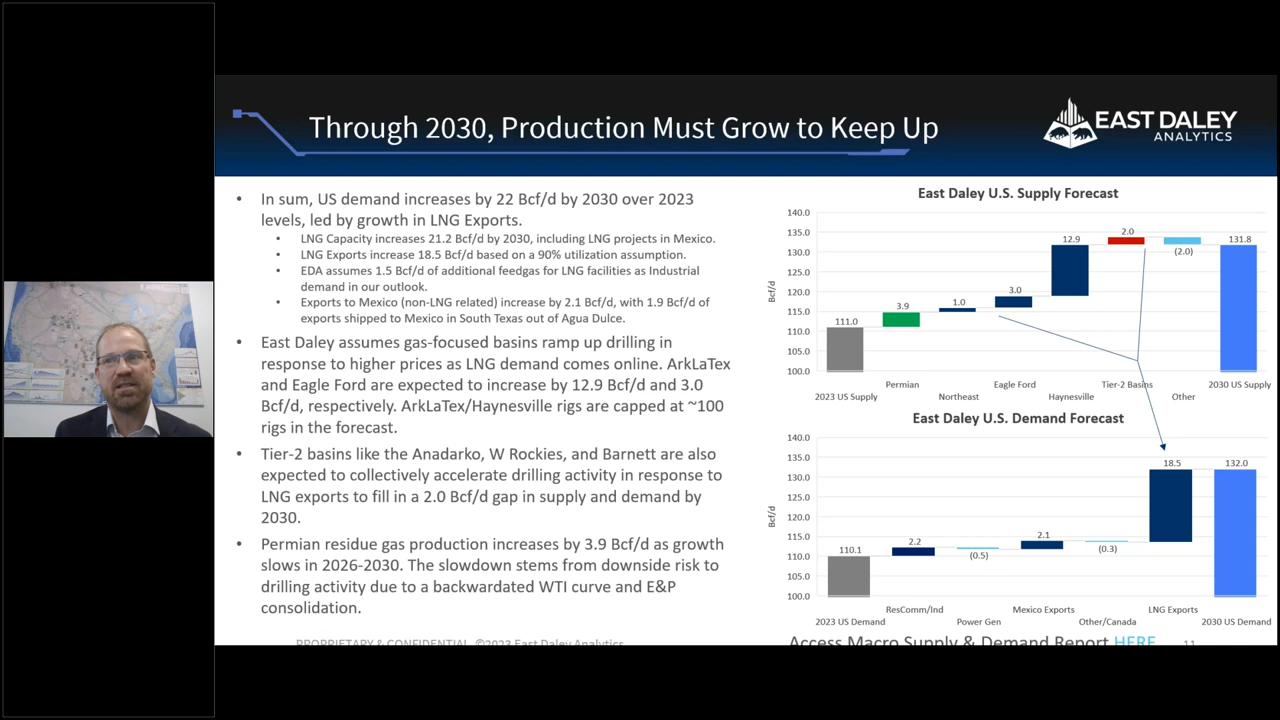 Through 2030, Production Must Grow to Keep Up
EAST DALEY
ANALYTICS
• In sum, US demand increases by 22 Bcf/d by 2030 over 2023
levels, led by growth in LNG Exports.
• LNG Capacity increases 21.2 Bcf/d by 2030, including LNG projects in Mexico.
• LNG Exports increase 18.5 Bcf/d based on a 90% utilization assumption.
• EDA assumes 1.5 Bcf/d of additional feedgas for LNG facilities as Industrial
demand in our outlook.
• Exports to Mexico (non-LNG related) increase by 2.1 Bcf/d, with 1.9 Bcf/d of
exports shipped to Mexico in South Texas out of Agua Dulce.
• East Daley assumes gas-focused basins ramp up drilling in
response to higher prices as LNG demand comes online. ArkLaTex
and Eagle Ford are expected to increase by 12.9 Bcf/d and 3.0
Bcf/d, respectively. ArkLaTex/Haynesville rigs are capped at ~100
rigs in the forecast.
• Tier-2 basins like the Anadarko, W Rockies, and Barnett are also
expected to collectively accelerate drilling activity in response to
LNG exports to fill in a 2.0 Bcf/d gap in supply and demand by
2030.
• Permian residue gas production increases by 3.9 Bcf/d as growth
slows in 2026-2030. The slowdown stems from downside risk to
drilling activity due to a backwardated WTI curve and E&P
consolidation.
PROPRIETARY & CONFIDENTIAL ©2023 East Daley Analytics
East Daley U.S. Supply Forecast
140.0
135.0
130.0
125.0
120.0
115.0
110.0
105.0
100.0
Bcf/d
111.0
3.9
1.0
3.0
12.9
2.0
(2.0)
131.8
Permian
Eagle Ford
Tier-2 Basins
2030 US Supply
2023 US Supply
Northeast
Haynesville
Other
East Daley U.S. Demand Forecast
140.0
135.0
130.0
125.0
120.0
115.0
110.0
105.0
100.0
Bcf/d
110.1
2.2
(0.5)
2.1
(0.3)
18.5
132.0
ResComm/Ind
Mexico Exports
LNG Exports
2023 US Demand
Power Gen
Other/Canada
2030 US Demand
Access Macro Supply & Demand Report HERE
11